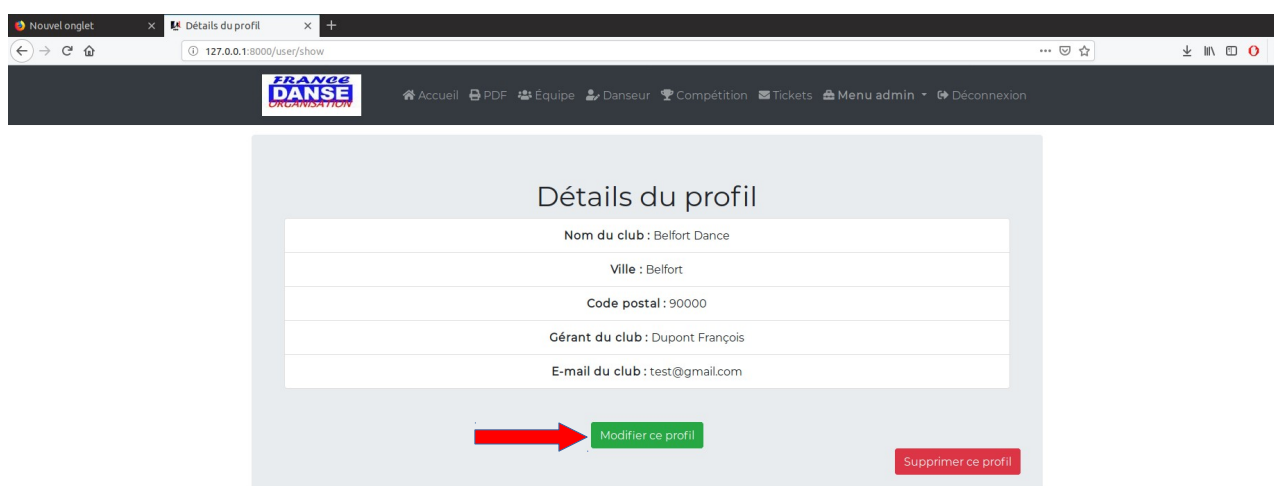 Nouvel onglet
Détails du profil
127.0.0.1:8000/user/show
FRANCE
DANSE
ORGANISATION
Accueil PDF Équipe Danseur Compétition Tickets Menu admin Déconnexion
Détails du profil
Nom du club : Belfort Dance
Ville : Belfort
Code postal : 90000
Gérant du club : Dupont François
E-mail du club : test@gmail.com
Modifier ce profil
Supprimer ce profil